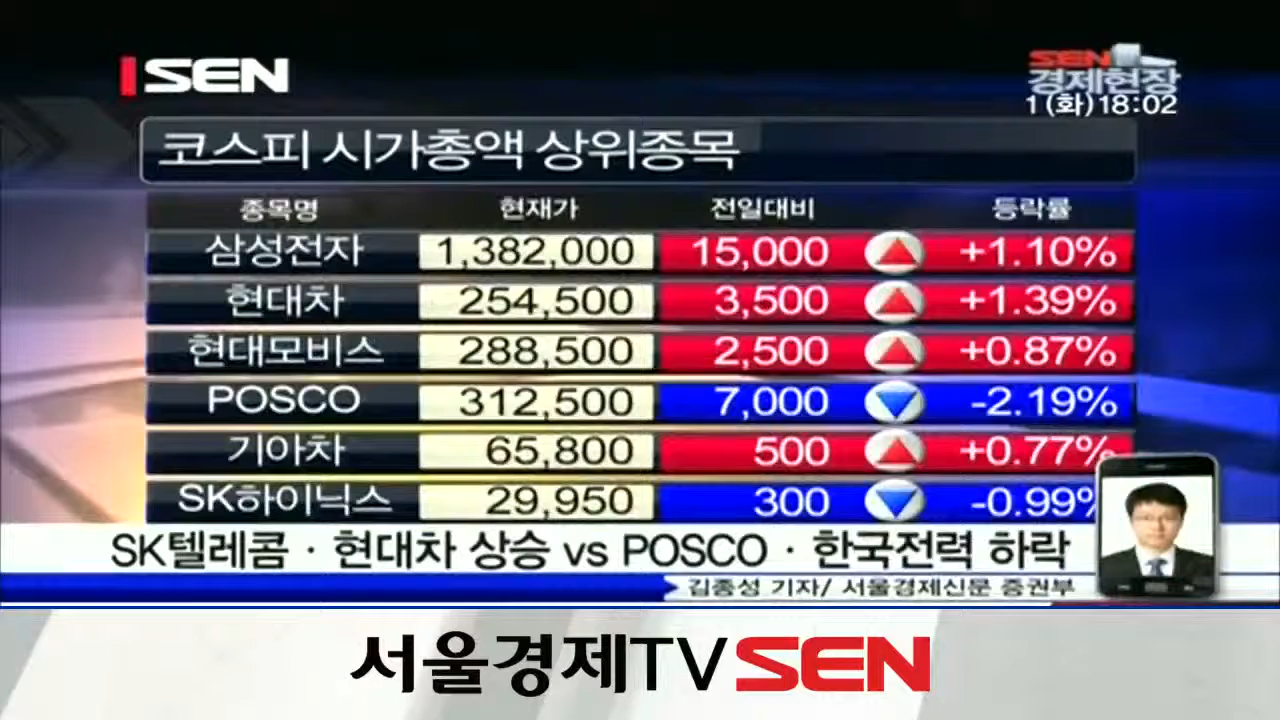 SEN
SEN
경제현장
1(화)18:02
코스피 시가총액 상위종목
종목명 현재가 전일대비 등락률
삼성전자 1,382,000 15,000 ▲ +1.10%
현대차 254,500 3,500 ▲ +1.39%
현대모비스 288,500 2,500 ▲ +0.87%
POSCO 312,500 7,000 ▼ -2.19%
기아차 65,800 500 ▲ +0.77%
SK하이닉스 29,950 300 ▼ -0.99%
SK텔레콤 · 현대차 상승 vs POSCO · 한국전력 하락
김종성 기자/ 서울경제신문 증권부
서울경제TV SEN